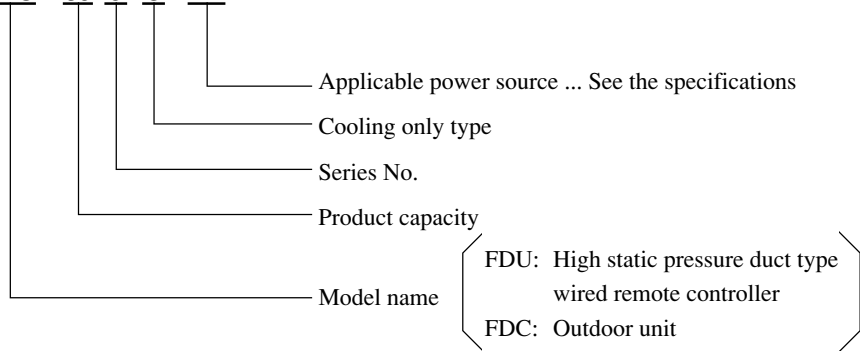 Applicable power source ... See the specifications
Cooling only type
Series No.
Product capacity
FDU: High static pressure duct type
wired remote controller
Model name
FDC: Outdoor unit